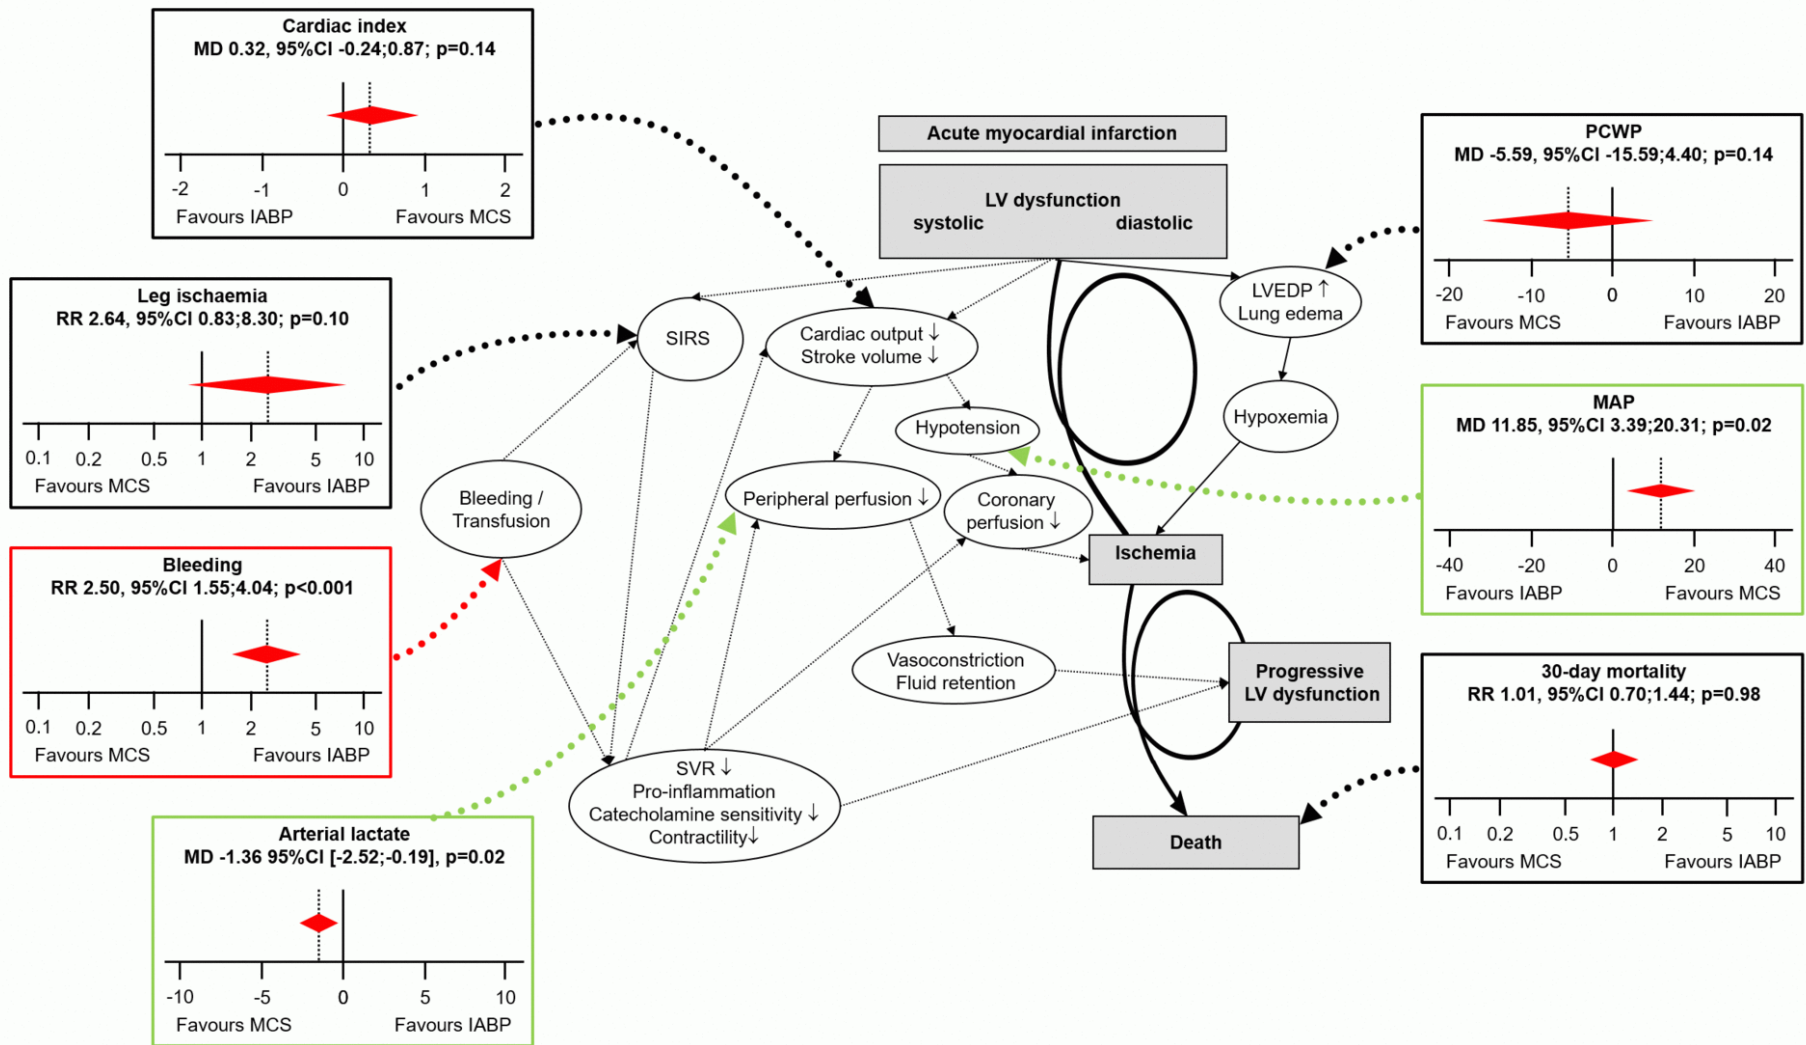 Cardiac index
MD 0.32, 95%CI -0.24;0.87; p=0.14
-2 -1 0 1 2
Favours IABP Favours MCS
Leg ischaemia
RR 2.64, 95%CI 0.83;8.30; p=0.10
0.1 0.2 0.5 1 2 5 10
Favours MCS Favours IABP
Bleeding
RR 2.50, 95%CI 1.55;4.04; p<0.001
0.1 0.2 0.5 1 2 5 10
Favours MCS Favours IABP
Arterial lactate
MD -1.36 95%CI [-2.52;-0.19], p=0.02
-10 -5 0 5 10
Favours MCS Favours IABP
Acute myocardial infarction
LV dysfunction
systolic diastolic
SIRS
Cardiac output ↓
Stroke volume ↓
LVEDP ↑
Lung edema
Hypotension
Hypoxemia
Bleeding /
Transfusion
Peripheral perfusion ↓
Coronary
perfusion ↓
Ischemia
Vasoconstriction
Fluid retention
Progressive
LV dysfunction
SVR ↓
Pro-inflammation
Catecholamine sensitivity ↓
Contractility↓
Death
PCWP
MD -5.59, 95%CI -15.59;4.40; p=0.14
-20 -10 0 10 20
Favours MCS Favours IABP
MAP
MD 11.85, 95%CI 3.39;20.31; p=0.02
-40 -20 0 20 40
Favours IABP Favours MCS
30-day mortality
RR 1.01, 95%CI 0.70;1.44; p=0.98
0.1 0.2 0.5 1 2 5 10
Favours MCS Favours IABP